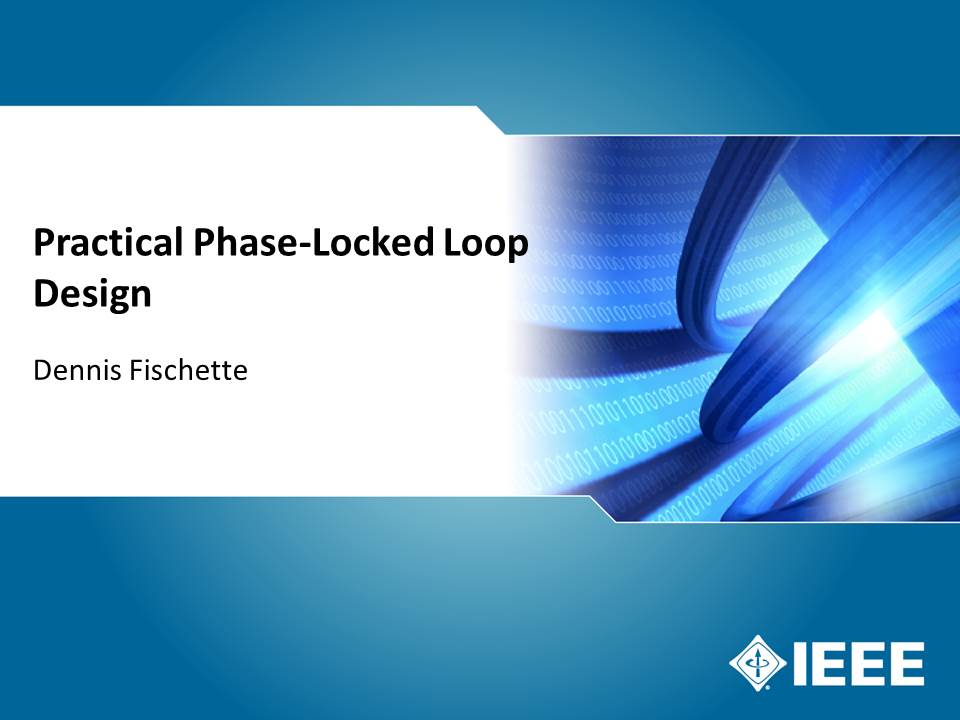 Practical Phase-Locked Loop
Design
Dennis Fischette
IEEE